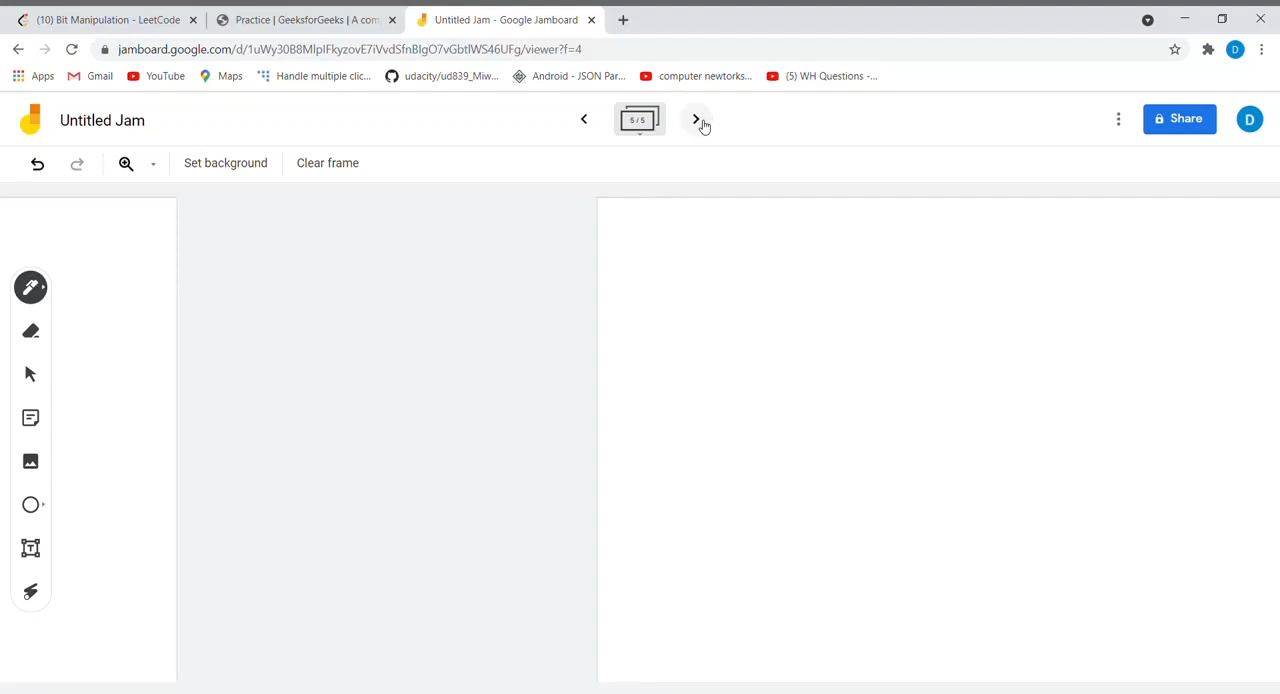 (10) Bit Manipulation - LeetCode
Practice | GeeksforGeeks | A com
Untitled Jam - Google Jamboard
jamboard.google.com/d/1uWy30B8MlpIFkyzovE7iVvdSfnBIgO7vGbtlWS46UFg/viewer?f=4
D
Apps
Gmail
YouTube
Maps
Handle multiple clic...
udacity/ud839_Miw...
Android - JSON Par...
computer newtorks...
(5) WH Questions -...
Untitled Jam
5 / 5
Share
D
Set background
Clear frame